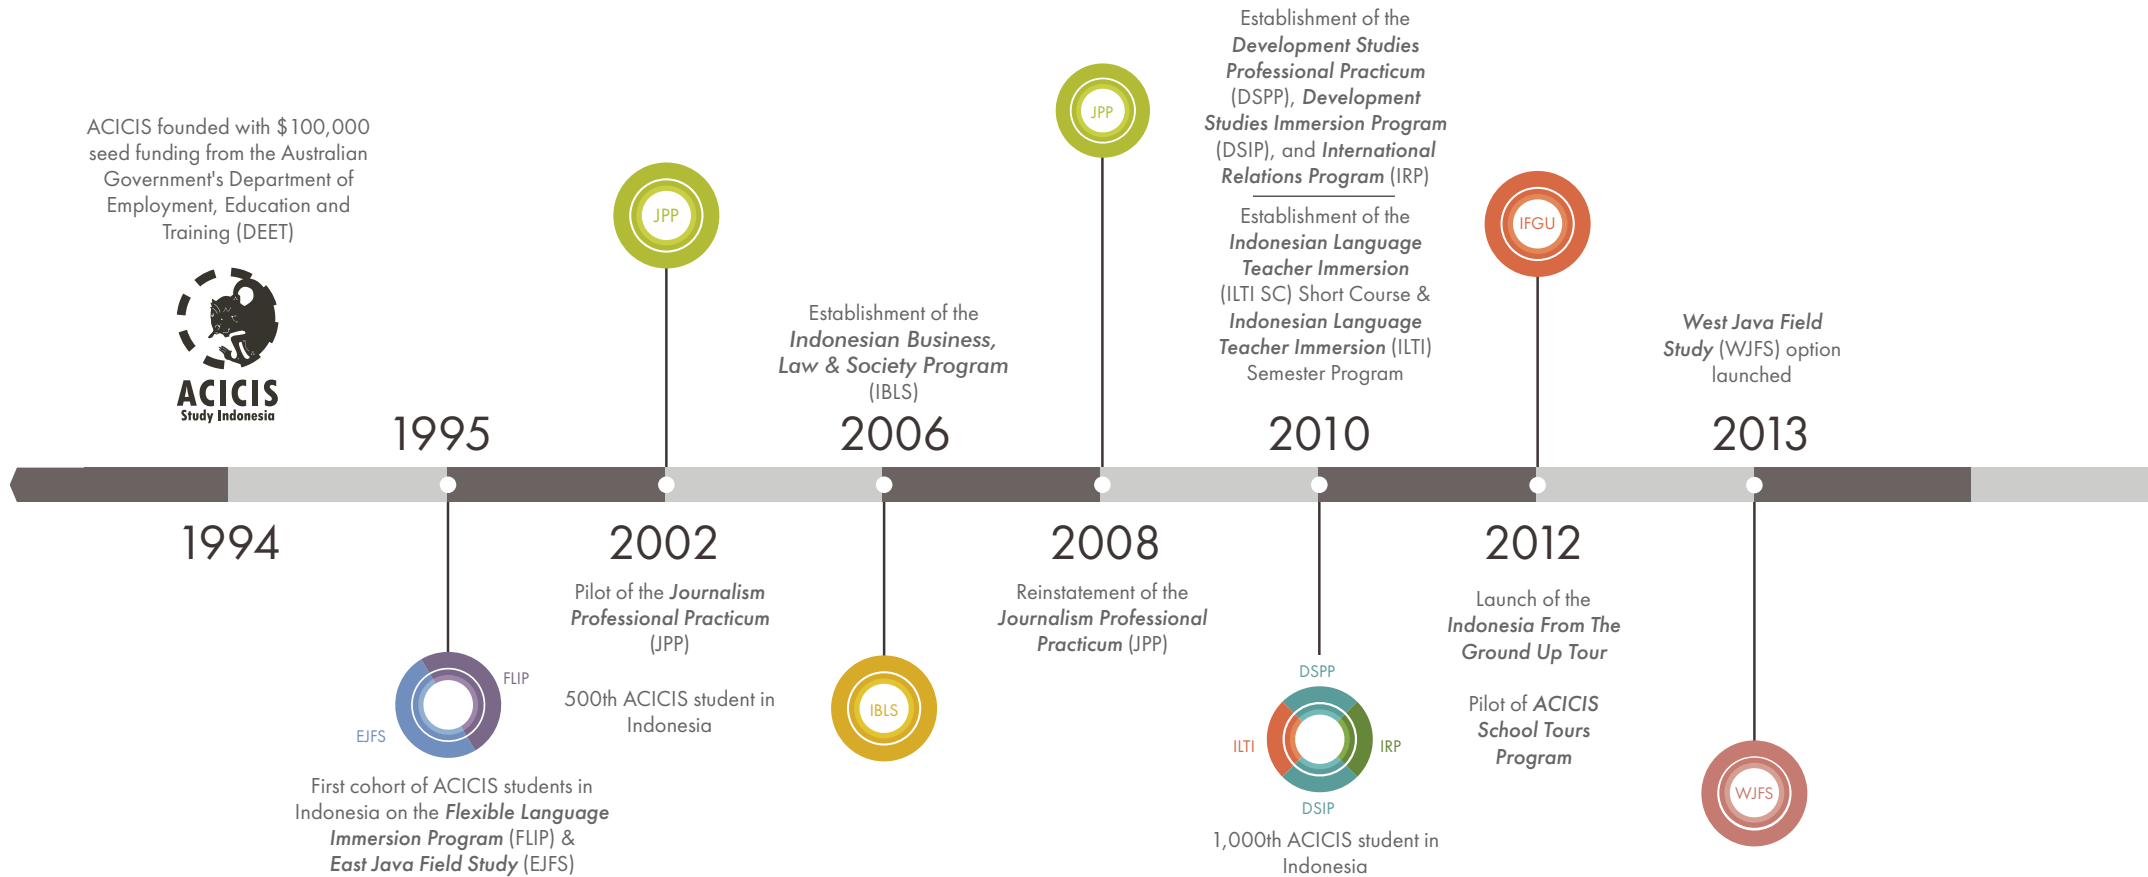 ACICIS founded with $100,000
seed funding from the Australian
Government's Department of
Employment, Education and
Training (DEET)
ACICIS
Study Indonesia
1994
1995
FLIP
EJFS
First cohort of ACICIS students in
Indonesia on the Flexible Language
Immersion Program (FLIP) &
East Java Field Study (EJFS)
JPP
2002
Pilot of the Journalism
Professional Practicum
(JPP)
500th ACICIS student in
Indonesia
Establishment of the
Indonesian Business,
Law & Society Program
(IBLS)
2006
IBLS
JPP
2008
Reinstatement of the
Journalism Professional
Practicum (JPP)
Establishment of the
Development Studies
Professional Practicum
(DSPP), Development
Studies Immersion Program
(DSIP), and International
Relations Program (IRP)
Establishment of the
Indonesian Language
Teacher Immersion
(ILTI SC) Short Course &
Indonesian Language
Teacher Immersion (ILTI)
Semester Program
2010
DSPP
ILTI
IRP
DSIP
1,000th ACICIS student in
Indonesia
IFGU
2012
Launch of the
Indonesia From The
Ground Up Tour
Pilot of ACICIS
School Tours
Program
West Java Field
Study (WJFS) option
launched
2013
WJFS